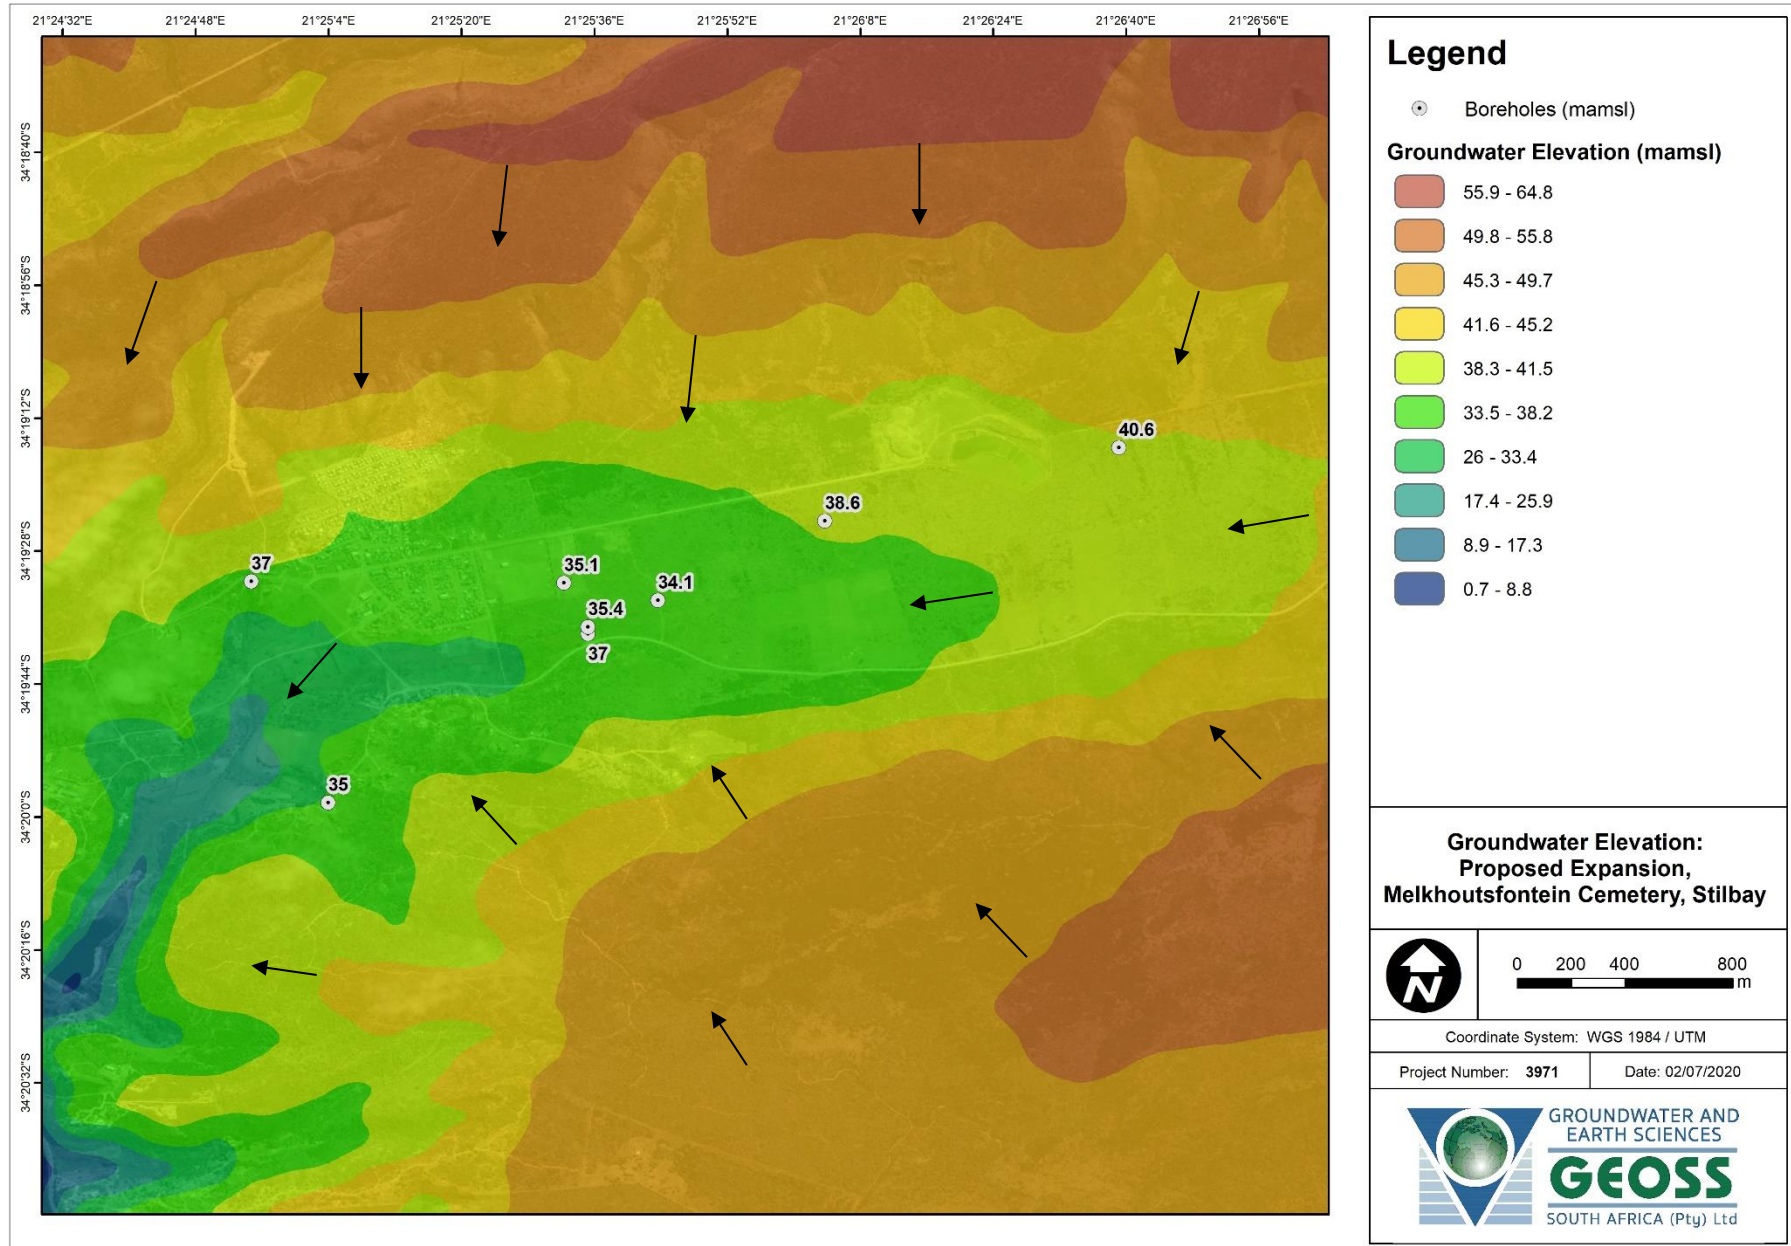 21°24'32"E 21°24'48"E 21°25'4"E 21°25'20"E 21°25'36"E 21°25'52"E 21°26'8"E 21°26'24"E 21°26'40"E 21°26'56"E
34°18'40"S
34°18'56"S
34°19'12"S
34°19'28"S
34°19'44"S
34°20'0"S
34°20'16"S
34°20'32"S
40.6
38.6
37
35.1
34.1
35.4
37
35
Legend
Boreholes (mamsl)
Groundwater Elevation (mamsl)
55.9 - 64.8
49.8 - 55.8
45.3 - 49.7
41.6 - 45.2
38.3 - 41.5
33.5 - 38.2
26 - 33.4
17.4 - 25.9
8.9 - 17.3
0.7 - 8.8
Groundwater Elevation:
Proposed Expansion,
Melkhoutsfontein Cemetery, Stilbay
N
0 200 400 800
m
Coordinate System: WGS 1984 / UTM
Project Number: 3971 Date: 02/07/2020
GROUNDWATER AND
EARTH SCIENCES
GEOSS
SOUTH AFRICA (Pty) Ltd